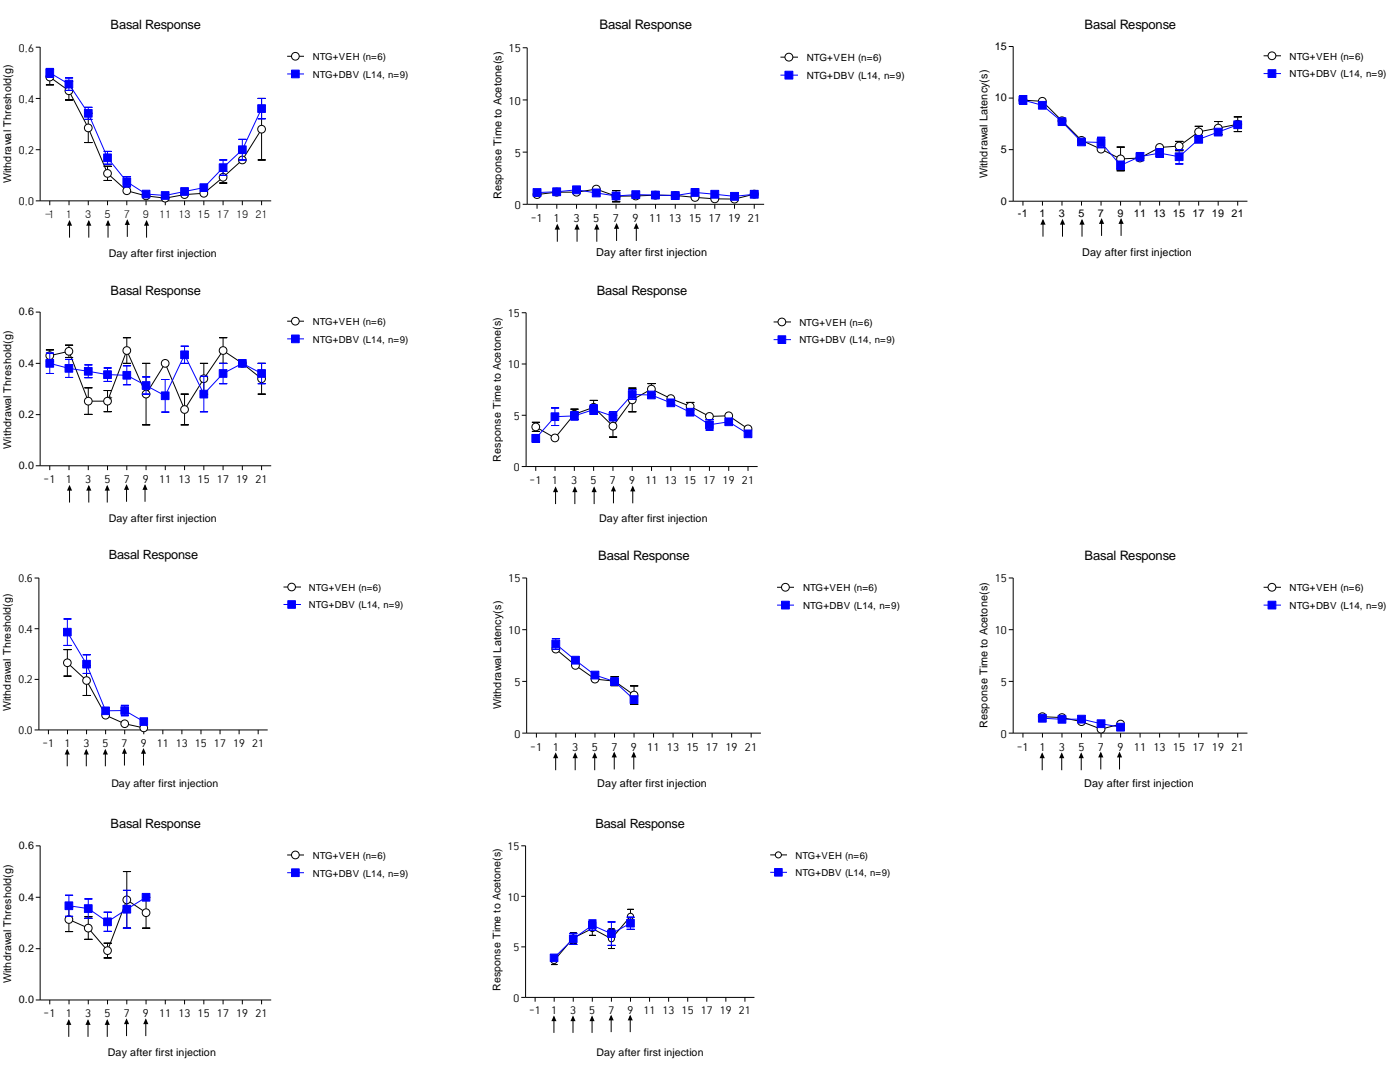 Basal Response
Withdrawal Threshold(g)
0.6
0.4
0.2
0.0
-1 1 3 5 7 9 11 13 15 17 19 21
Day after first injection
NTG+VEH (n=6)
NTG+DBV (L14, n=9)
Basal Response
Response Time to Acetone(s)
15
10
5
0
-1 1 3 5 7 9 11 13 15 17 19 21
Day after first injection
NTG+VEH (n=6)
NTG+DBV (L14, n=9)
Basal Response
Withdrawal Latency(s)
15
10
5
0
-1 1 3 5 7 9 11 13 15 17 19 21
Day after first injection
NTG+VEH (n=6)
NTG+DBV (L14, n=9)
Basal Response
Withdrawal Threshold(g)
0.6
0.4
0.2
0.0
-1 1 3 5 7 9 11 13 15 17 19 21
Day after first injection
NTG+VEH (n=6)
NTG+DBV (L14, n=9)
Basal Response
Response Time to Acetone(s)
15
10
5
0
-1 1 3 5 7 9 11 13 15 17 19 21
Day after first injection
NTG+VEH (n=6)
NTG+DBV (L14, n=9)
Basal Response
Withdrawal Threshold(g)
0.6
0.4
0.2
0.0
-1 1 3 5 7 9 11 13 15 17 19 21
Day after first injection
NTG+VEH (n=6)
NTG+DBV (L14, n=9)
Basal Response
Withdrawal Latency(s)
15
10
5
0
-1 1 3 5 7 9 11 13 15 17 19 21
Day after first injection
NTG+VEH (n=6)
NTG+DBV (L14, n=9)
Basal Response
Response Time to Acetone(s)
15
10
5
0
-1 1 3 5 7 9 11 13 15 17 19 21
Day after first injection
NTG+VEH (n=6)
NTG+DBV (L14, n=9)
Basal Response
Withdrawal Threshold(g)
0.6
0.4
0.2
0.0
-1 1 3 5 7 9 11 13 15 17 19 21
Day after first injection
NTG+VEH (n=6)
NTG+DBV (L14, n=9)
Basal Response
Response Time to Acetone(s)
15
10
5
0
-1 1 3 5 7 9 11 13 15 17 19 21
Day after first injection
NTG+VEH (n=6)
NTG+DBV (L14, n=9)